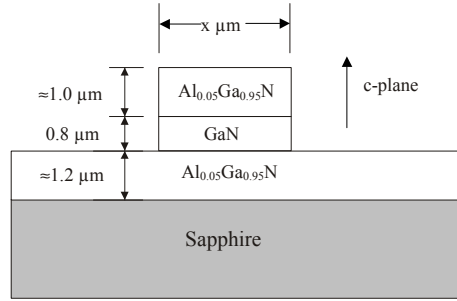 x μm
≈1.0 μm
Al0.05Ga0.95N
c-plane
0.8 μm
GaN
≈1.2 μm
Al0.05Ga0.95N
Sapphire